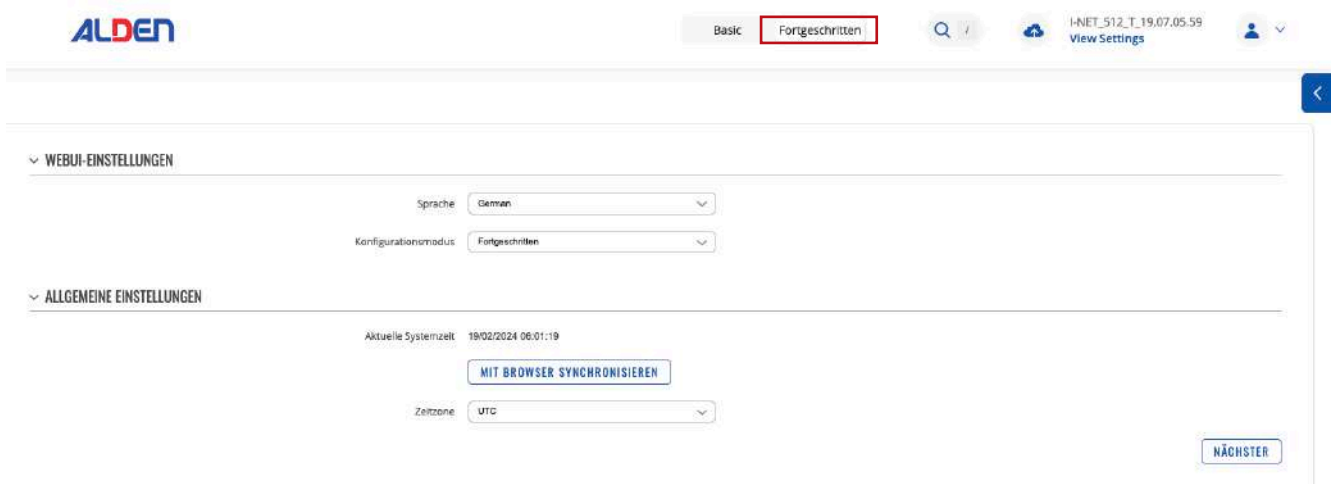 ALDEN
Basic Fortgeschritten / I-NET_512_T_19.07.05.59
View Settings
WEBUI-EINSTELLUNGEN
Sprache German
Konfigurationsmodus Fortgeschritten
ALLGEMEINE EINSTELLUNGEN
Aktuelle Systemzeit 19/02/2024 06:01:19
MIT BROWSER SYNCHRONISIEREN
Zeitzone UTC
NÄCHSTER